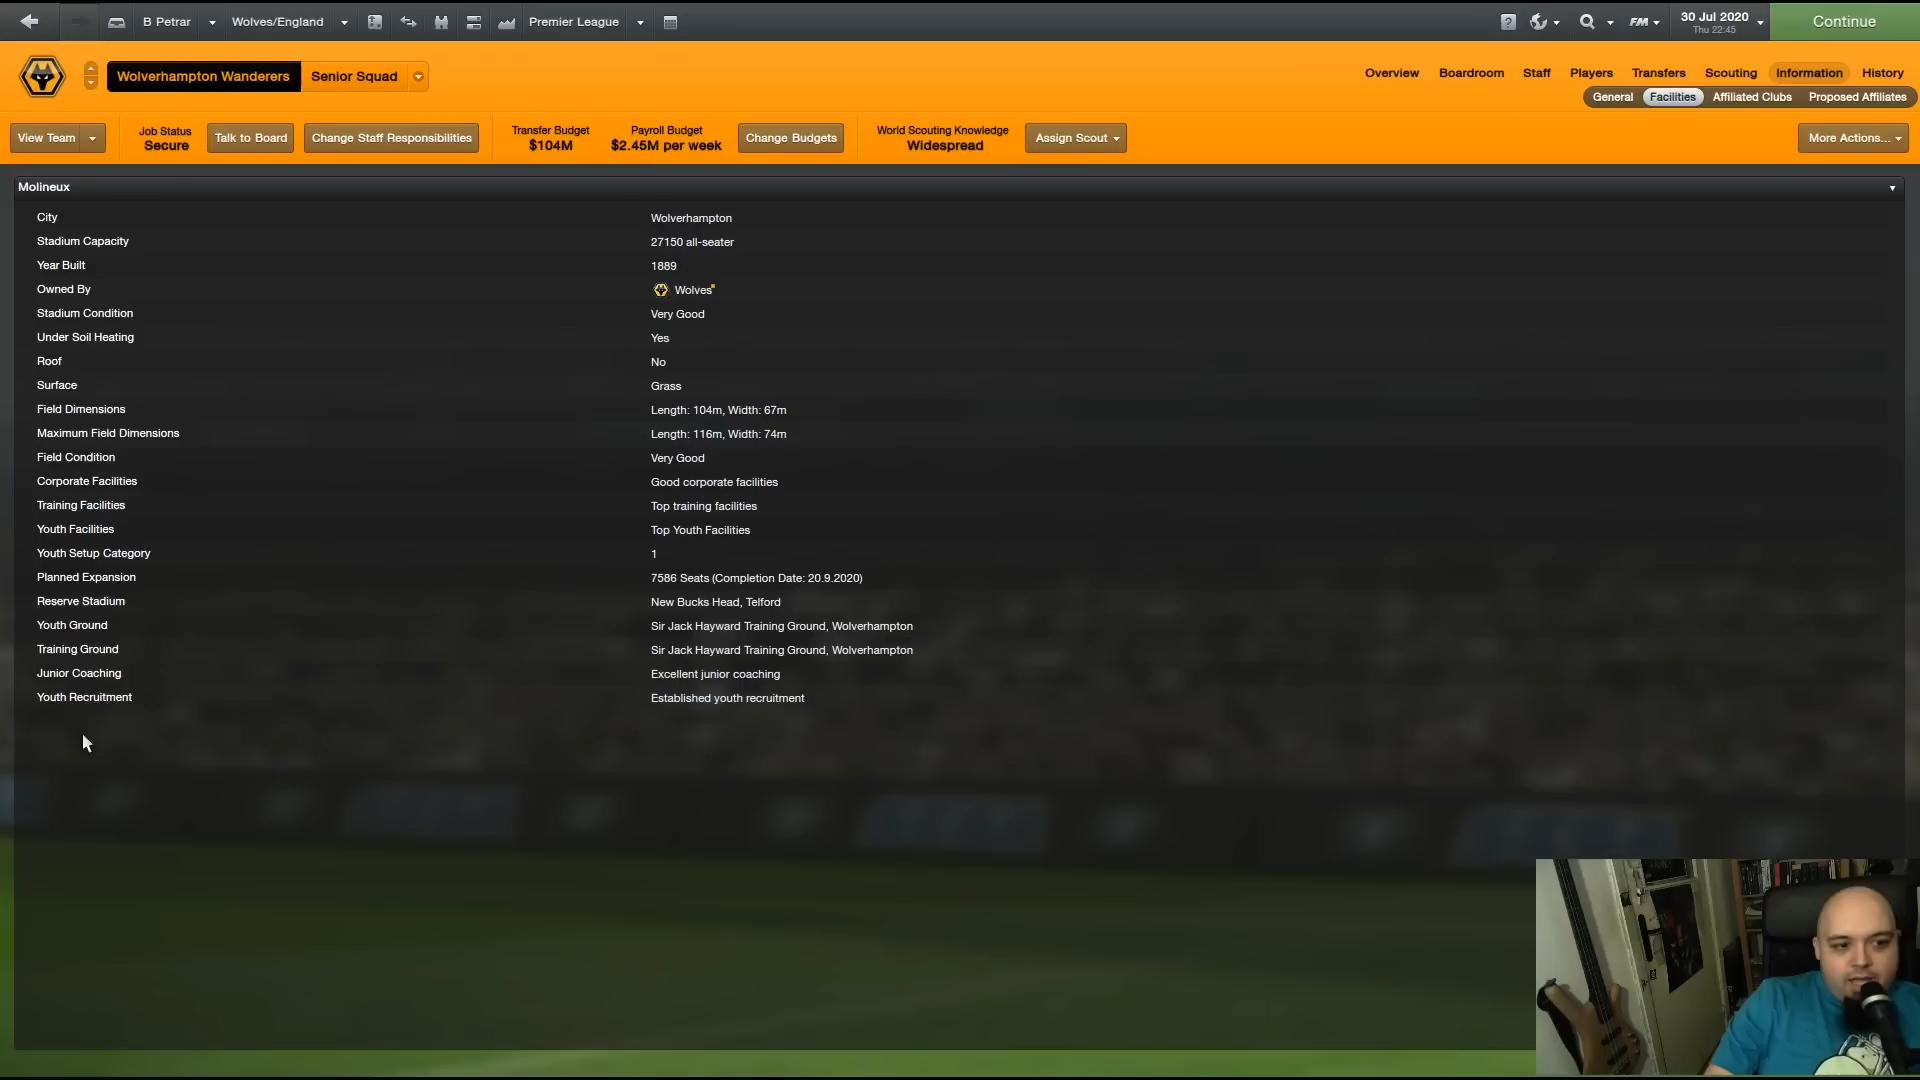 B Petrar Wolves/England Premier League ? FM 30 Jul 2020 Continue
Thu 22:45
Wolverhampton Wanderers Senior Squad Overview Boardroom Staff Players Transfers Scouting Information History
General Facilities Affiliated Clubs Proposed Affiliates
View Team Job Status Talk to Board Change Staff Responsibilities Transfer Budget Payroll Budget Change Budgets World Scouting Knowledge Assign Scout More Actions...
Secure $104M $2.45M per week Widespread
Molineux
City Wolverhampton
Stadium Capacity 27150 all-seater
Year Built 1889
Owned By Wolves
Stadium Condition Very Good
Under Soil Heating Yes
Roof No
Surface Grass
Field Dimensions Length: 104m, Width: 67m
Maximum Field Dimensions Length: 116m, Width: 74m
Field Condition Very Good
Corporate Facilities Good corporate facilities
Training Facilities Top training facilities
Youth Facilities Top Youth Facilities
Youth Setup Category 1
Planned Expansion 7586 Seats (Completion Date: 20.9.2020)
Reserve Stadium New Bucks Head, Telford
Youth Ground Sir Jack Hayward Training Ground, Wolverhampton
Training Ground Sir Jack Hayward Training Ground, Wolverhampton
Junior Coaching Excellent junior coaching
Youth Recruitment Established youth recruitment